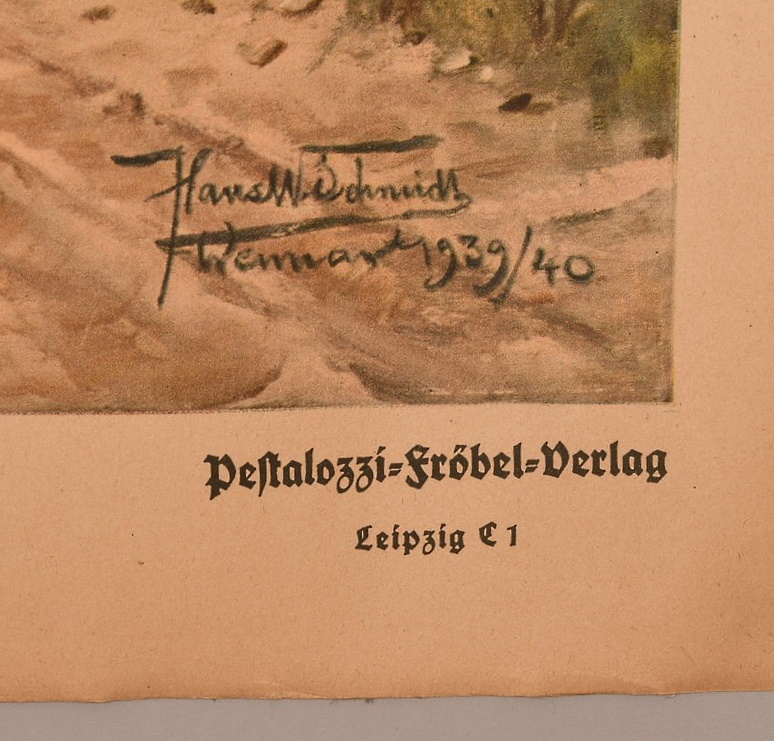 Hans W. Schmidt
Weimar 1939/40
Pestalozzi-Fröbel-Verlag
Leipzig C 1